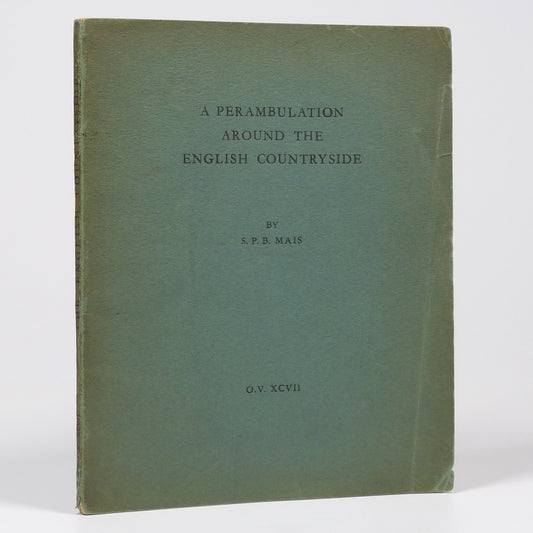 A PERAMBULATION
AROUND THE
ENGLISH COUNTRYSIDE
BY
S. P. B. MAIS
O.V. XCVII